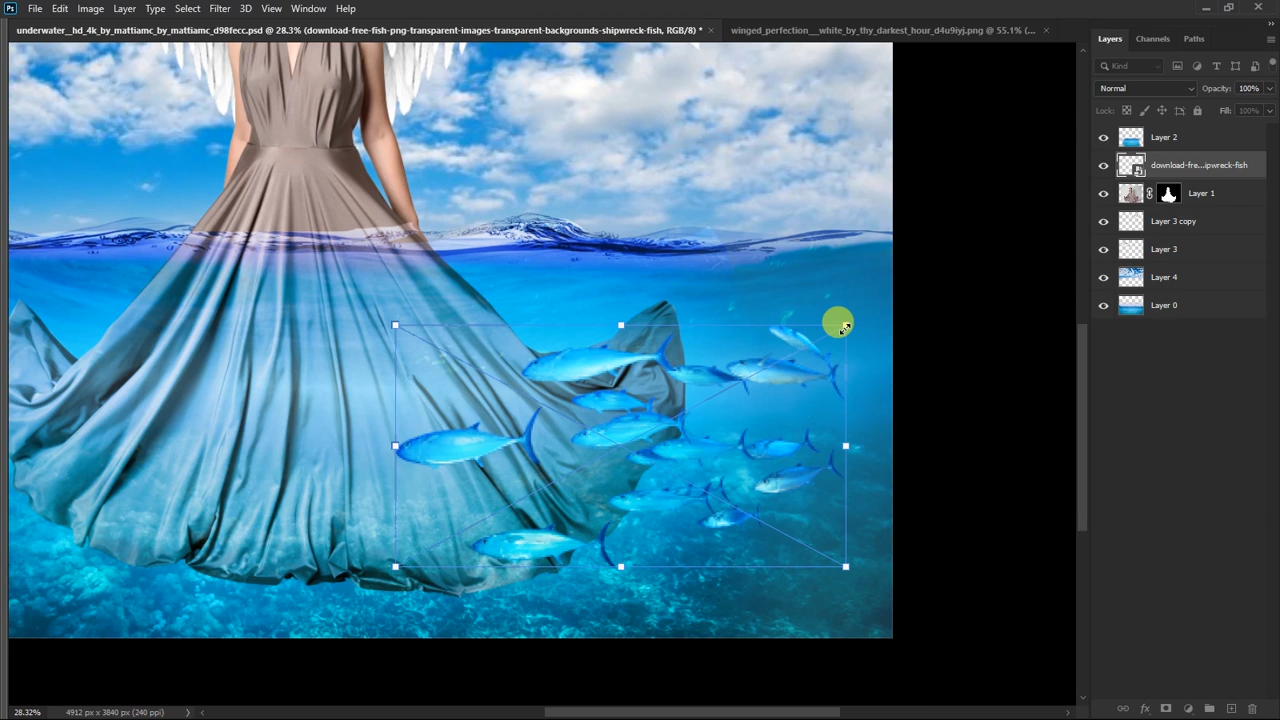 Ps File Edit Image Layer Type Select Filter 3D View Window Help
underwater__hd_4k_by_mattiamc_by_mattiamc_d98fecc.psd @ 28.3% (download-free-fish-png-transparent-images-transparent-backgrounds-shipwreck-fish, RGB/8) * × winged_perfection__white_by_thy_darkest_hour_d4u9iyj.png @ 55.1% (... ×
Layers Channels Paths
Kind
Normal Opacity: 100%
Lock: Fill: 100%
Layer 2
download-fre...ipwreck-fish
Layer 1
Layer 3 copy
Layer 3
Layer 4
Layer 0
28.32% 4912 px x 3840 px (240 ppi)
fx